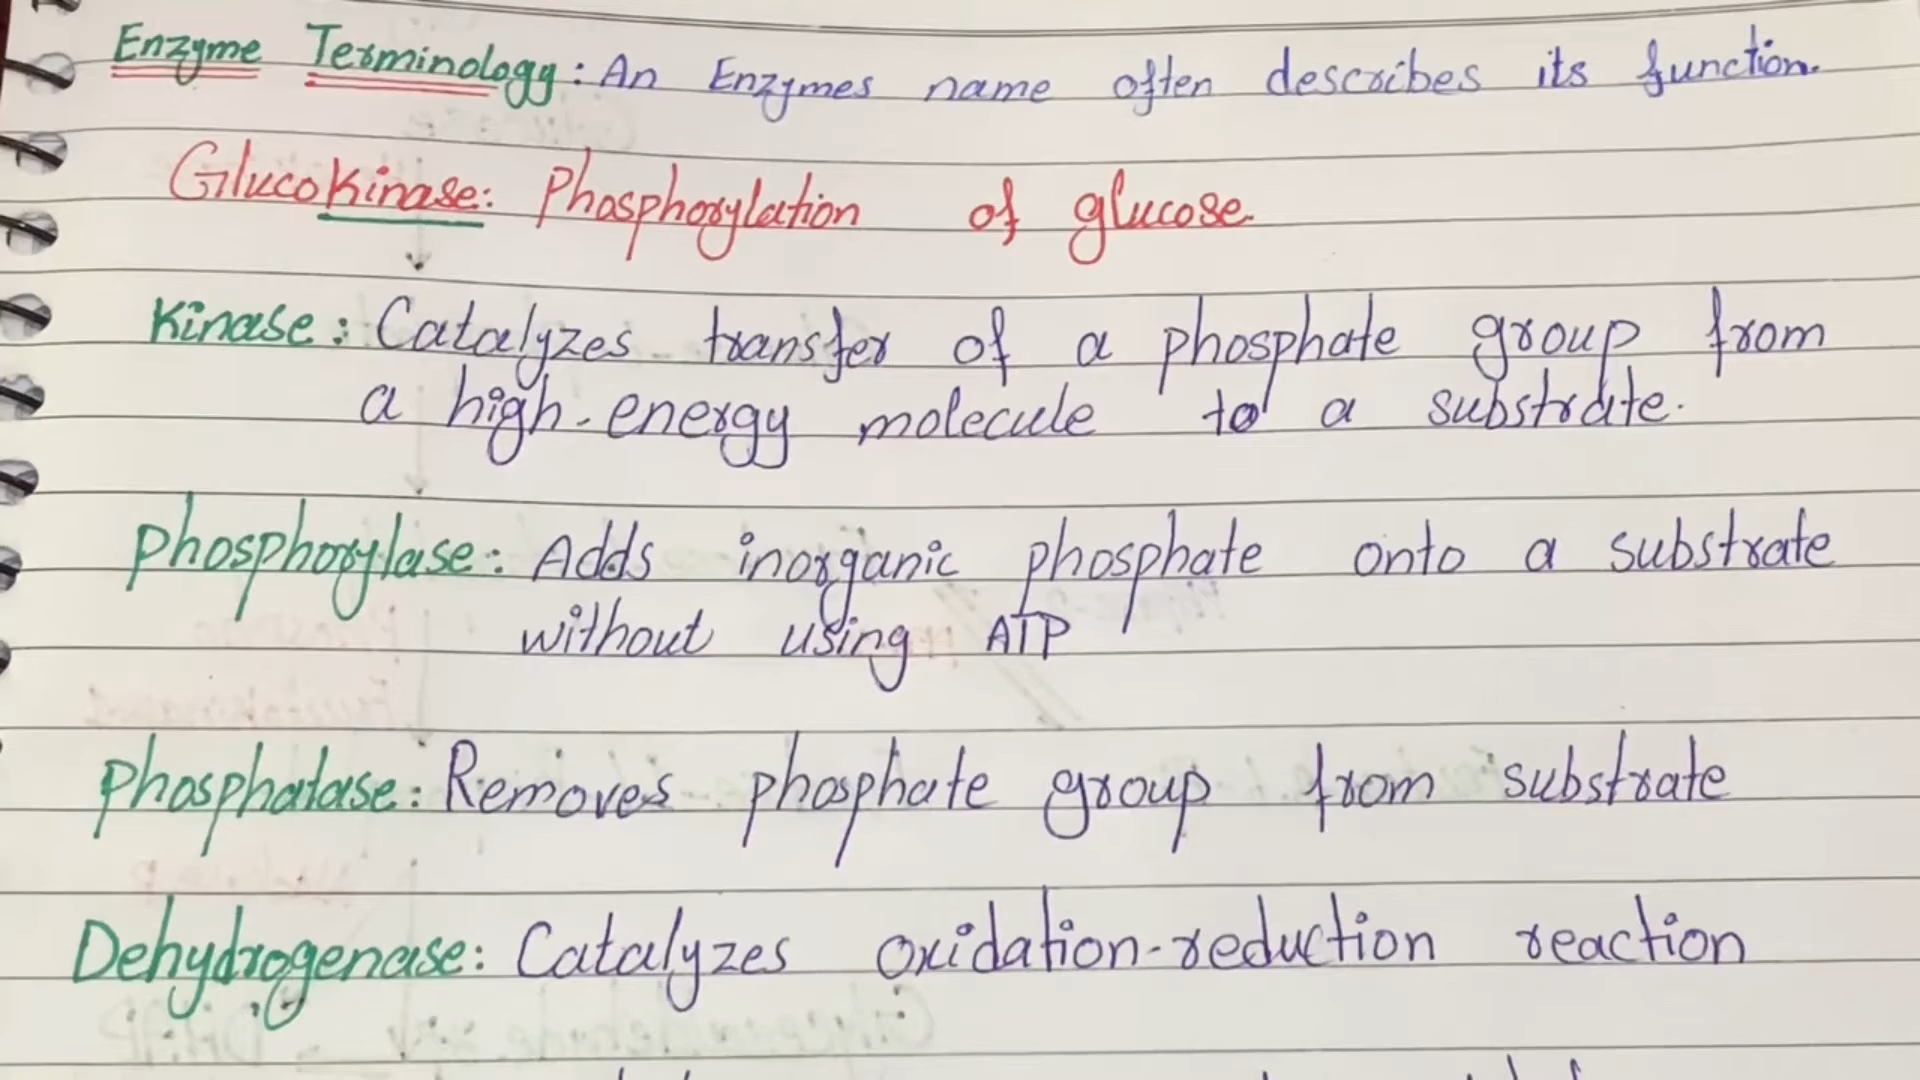 Enzyme Terminology: An Enzymes name often describes its function.
Glucokinase: Phosphorylation of glucose.
Kinase: Catalyzes transfer of a phosphate group from
a high-energy molecule to a substrate.
Phosphorylase: Adds inorganic phosphate onto a substrate
without using ATP
Phosphatase: Removes phosphate group from substrate
Dehydrogenase: Catalyzes oxidation-reduction reaction